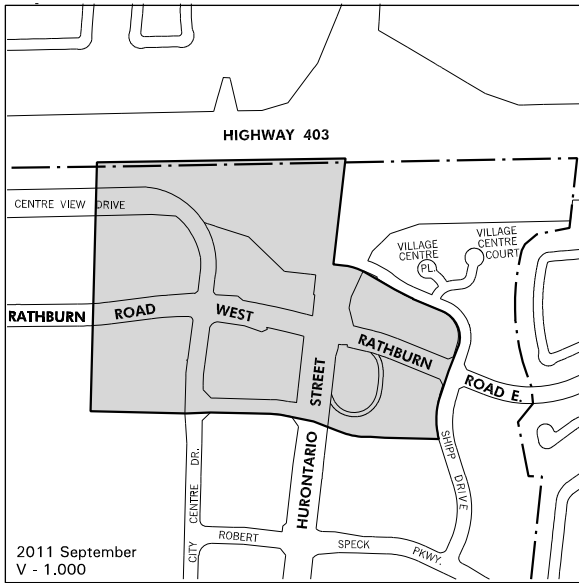 HIGHWAY 403
CENTRE VIEW DRIVE
VILLAGE
CENTRE
PL.
VILLAGE
CENTRE
COURT
RATHBURN ROAD WEST
RATHBURN
ROAD E.
HURONTARIO STREET
SHIPP DRIVE
CITY CENTRE DR.
ROBERT SPECK PKWY.
2011 September
V - 1.000